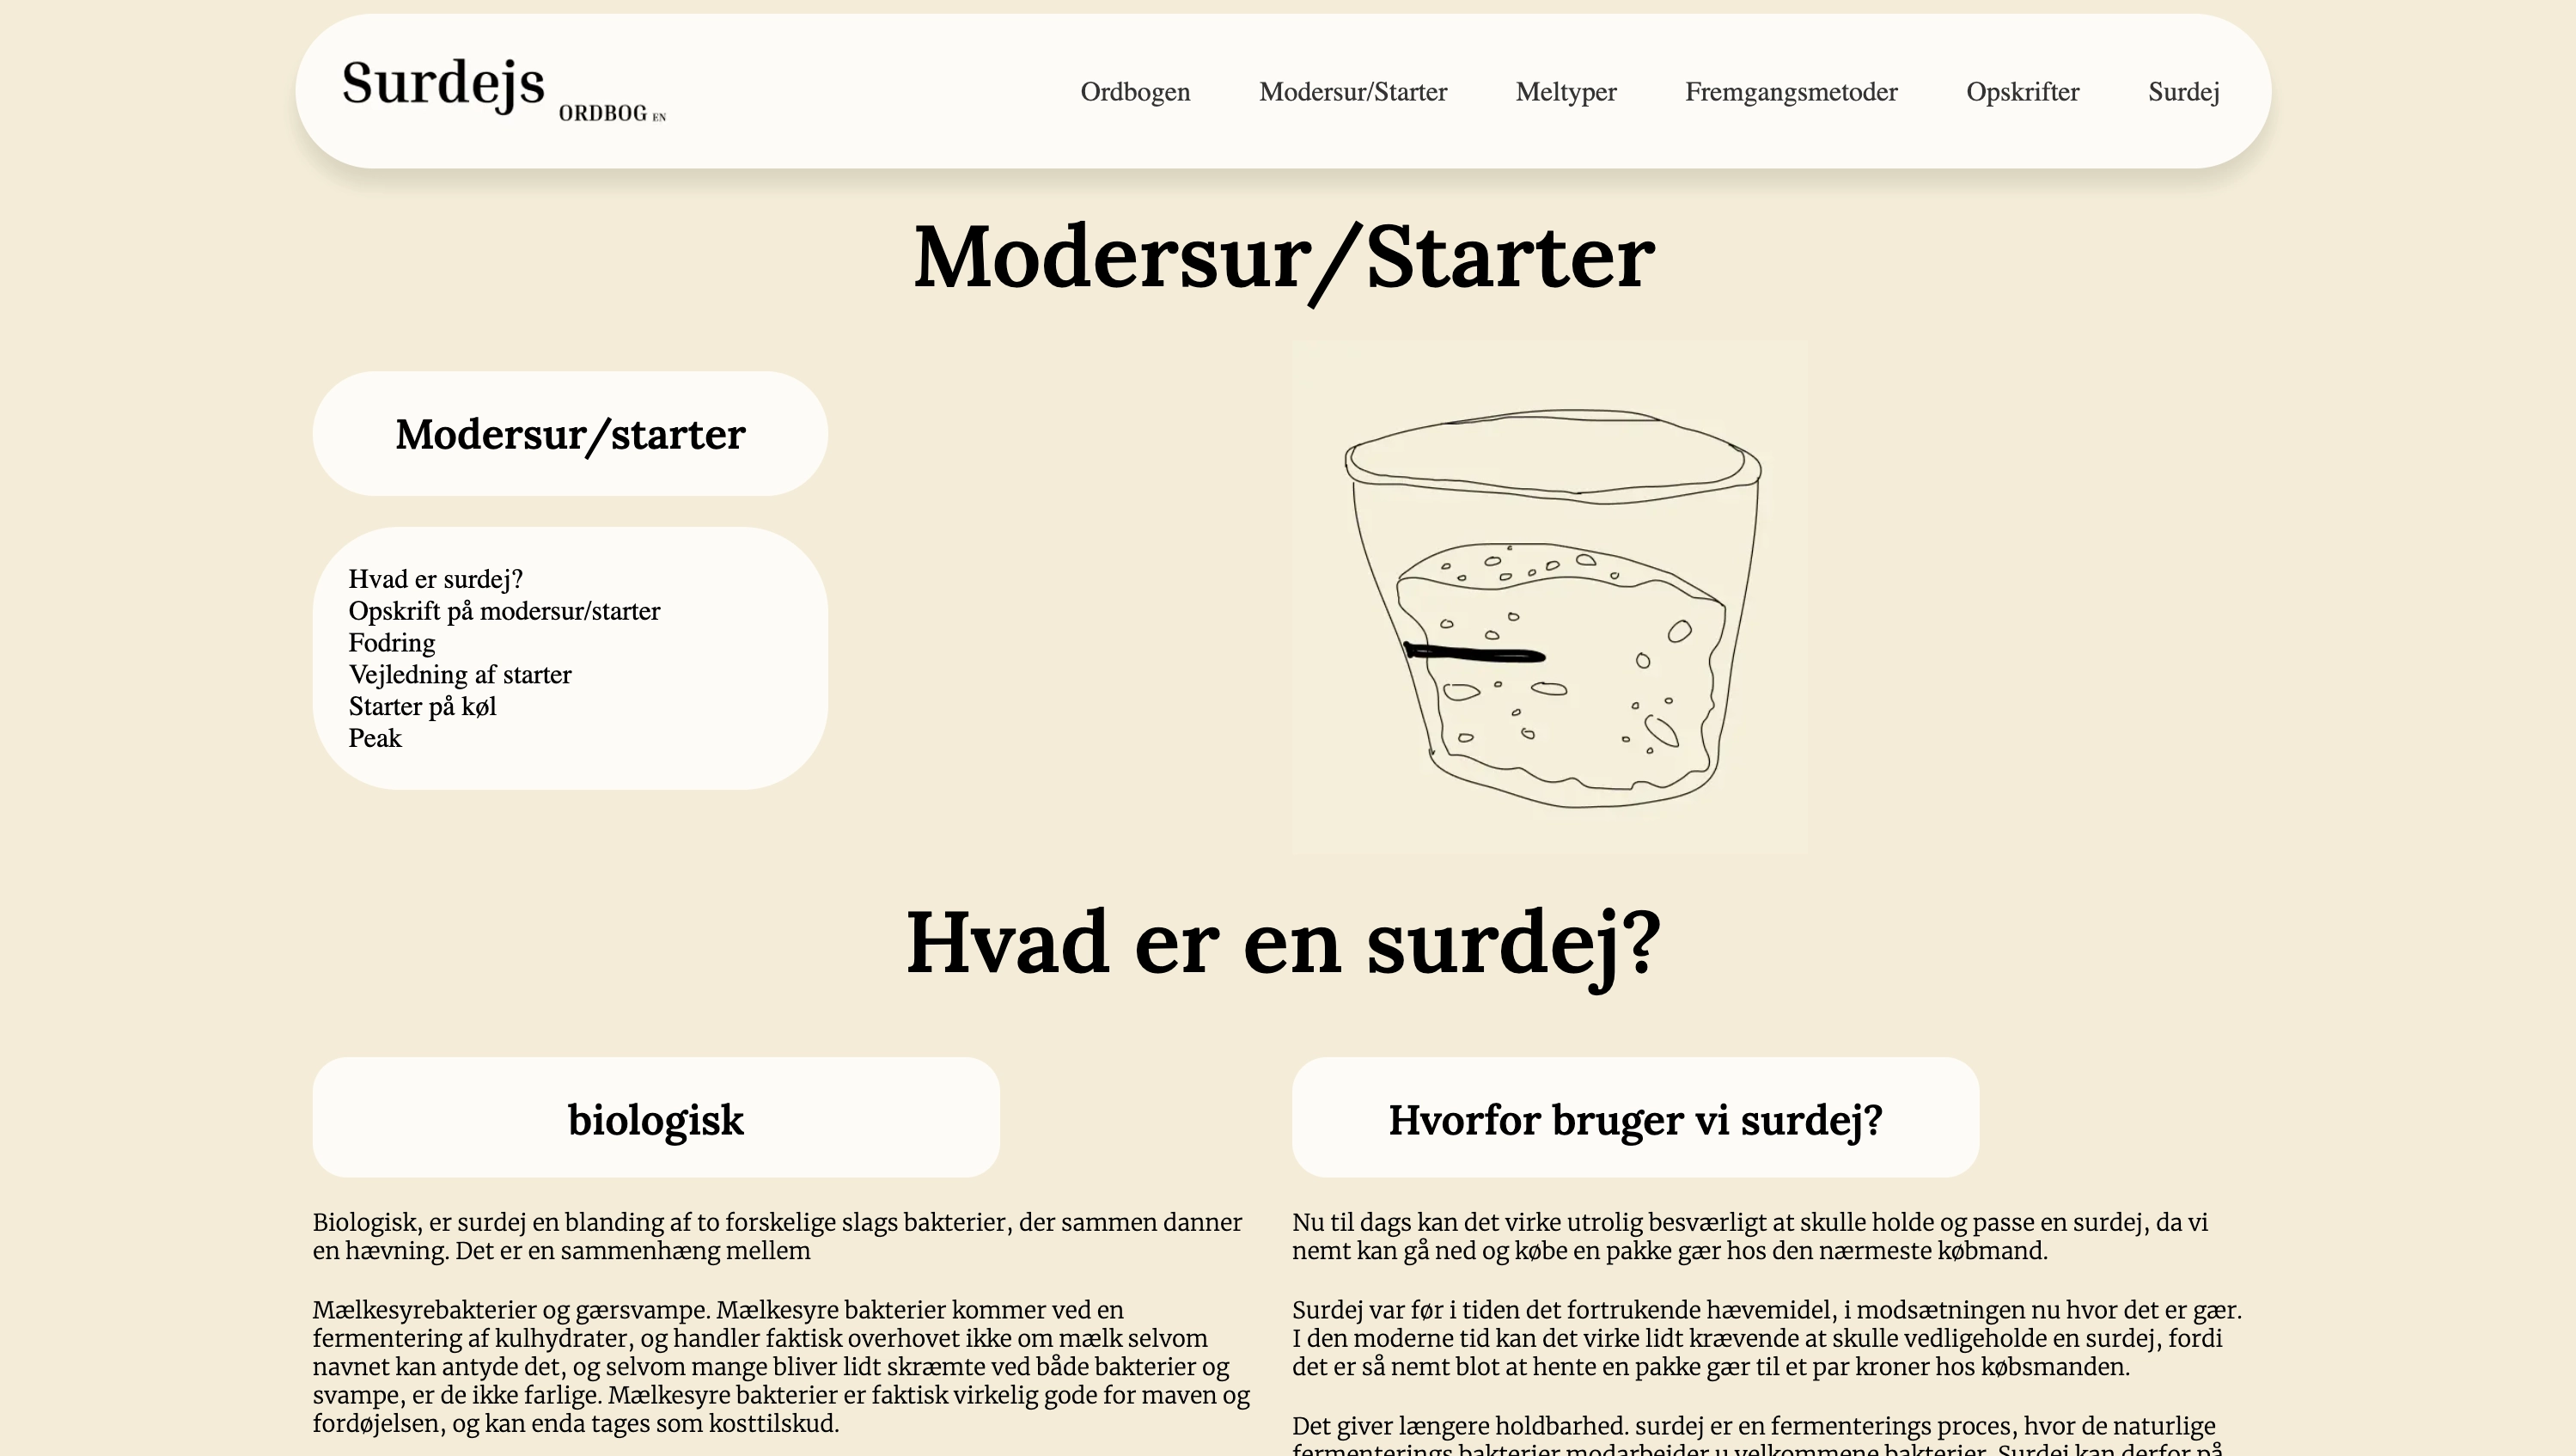 Surdejs
ORDBOG EN
Ordbogen
Modersur/Starter
Meltyper
Fremgangsmetoder
Opskrifter
Surdej
Modersur/Starter
Modersur/starter
Hvad er surdej?
Opskrift på modersur/starter
Fodring
Vejledning af starter
Starter på køl
Peak
Hvad er en surdej?
biologisk
Biologisk, er surdej en blanding af to forskelige slags bakterier, der sammen danner
en hævning. Det er en sammenhæng mellem
Mælkesyrebakterier og gærsvampe. Mælkesyre bakterier kommer ved en
fermentering af kulhydrater, og handler faktisk overhovet ikke om mælk selvom
navnet kan antyde det, og selvom mange bliver lidt skræmte ved både bakterier og
svampe, er de ikke farlige. Mælkesyre bakterier er faktisk virkelig gode for maven og
fordøjelsen, og kan enda tages som kosttilskud.
Hvorfor bruger vi surdej?
Nu til dags kan det virke utrolig besværligt at skulle holde og passe en surdej, da vi
nemt kan gå ned og købe en pakke gær hos den nærmeste købmand.
Surdej var før i tiden det fortrukende hævemidel, i modsætningen nu hvor det er gær.
I den moderne tid kan det virke lidt krævende at skulle vedligeholde en surdej, fordi
det er så nemt blot at hente en pakke gær til et par kroner hos købsmanden.
Det giver længere holdbarhed. surdej er en fermenterings proces, hvor de naturlige
fermenterings bakterier modarbejder u velkommene bakterier. Surdej kan derfor på